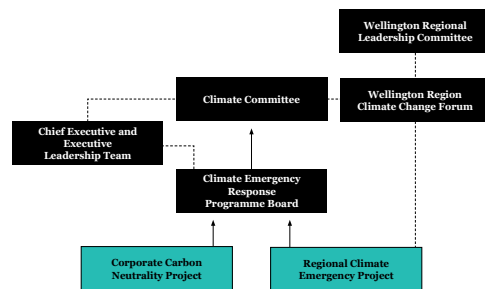 Wellington Regional
Leadership Committee
Climate Committee
Wellington Region
Climate Change Forum
Chief Executive and
Executive
Leadership Team
Climate Emergency
Response
Programme Board
Corporate Carbon
Neutrality Project
Regional Climate
Emergency Project